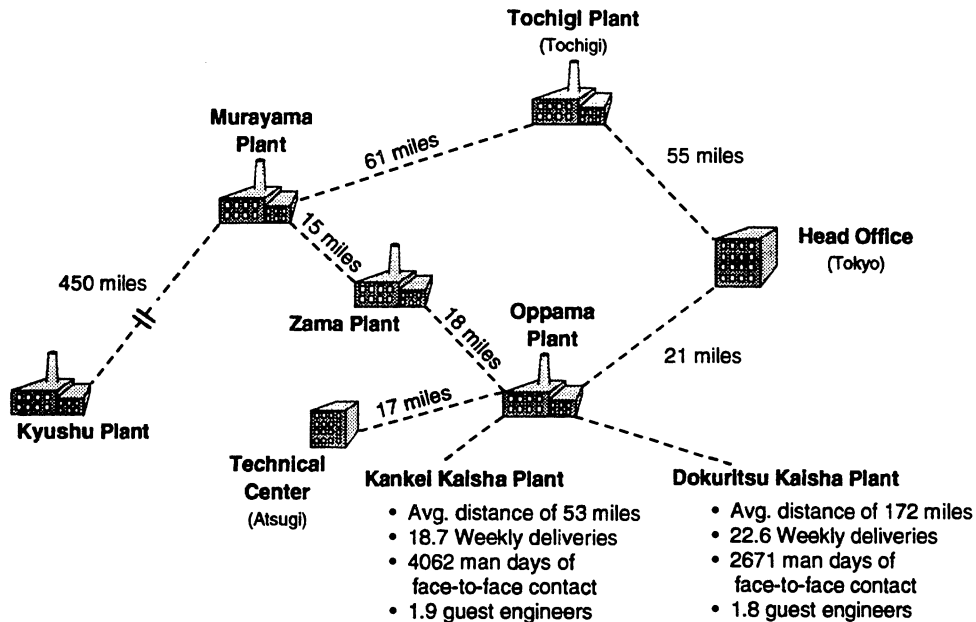 Tochigi Plant
(Tochigi)
Murayama
Plant
61 miles
55 miles
15 miles
Head Office
(Tokyo)
450 miles
Zama Plant
18 miles
Oppama
Plant
21 miles
Kyushu Plant
17 miles
Technical
Center
(Atsugi)
Kankei Kaisha Plant
• Avg. distance of 53 miles
• 18.7 Weekly deliveries
• 4062 man days of
face-to-face contact
• 1.9 guest engineers
Dokuritsu Kaisha Plant
• Avg. distance of 172 miles
• 22.6 Weekly deliveries
• 2671 man days of
face-to-face contact
• 1.8 guest engineers